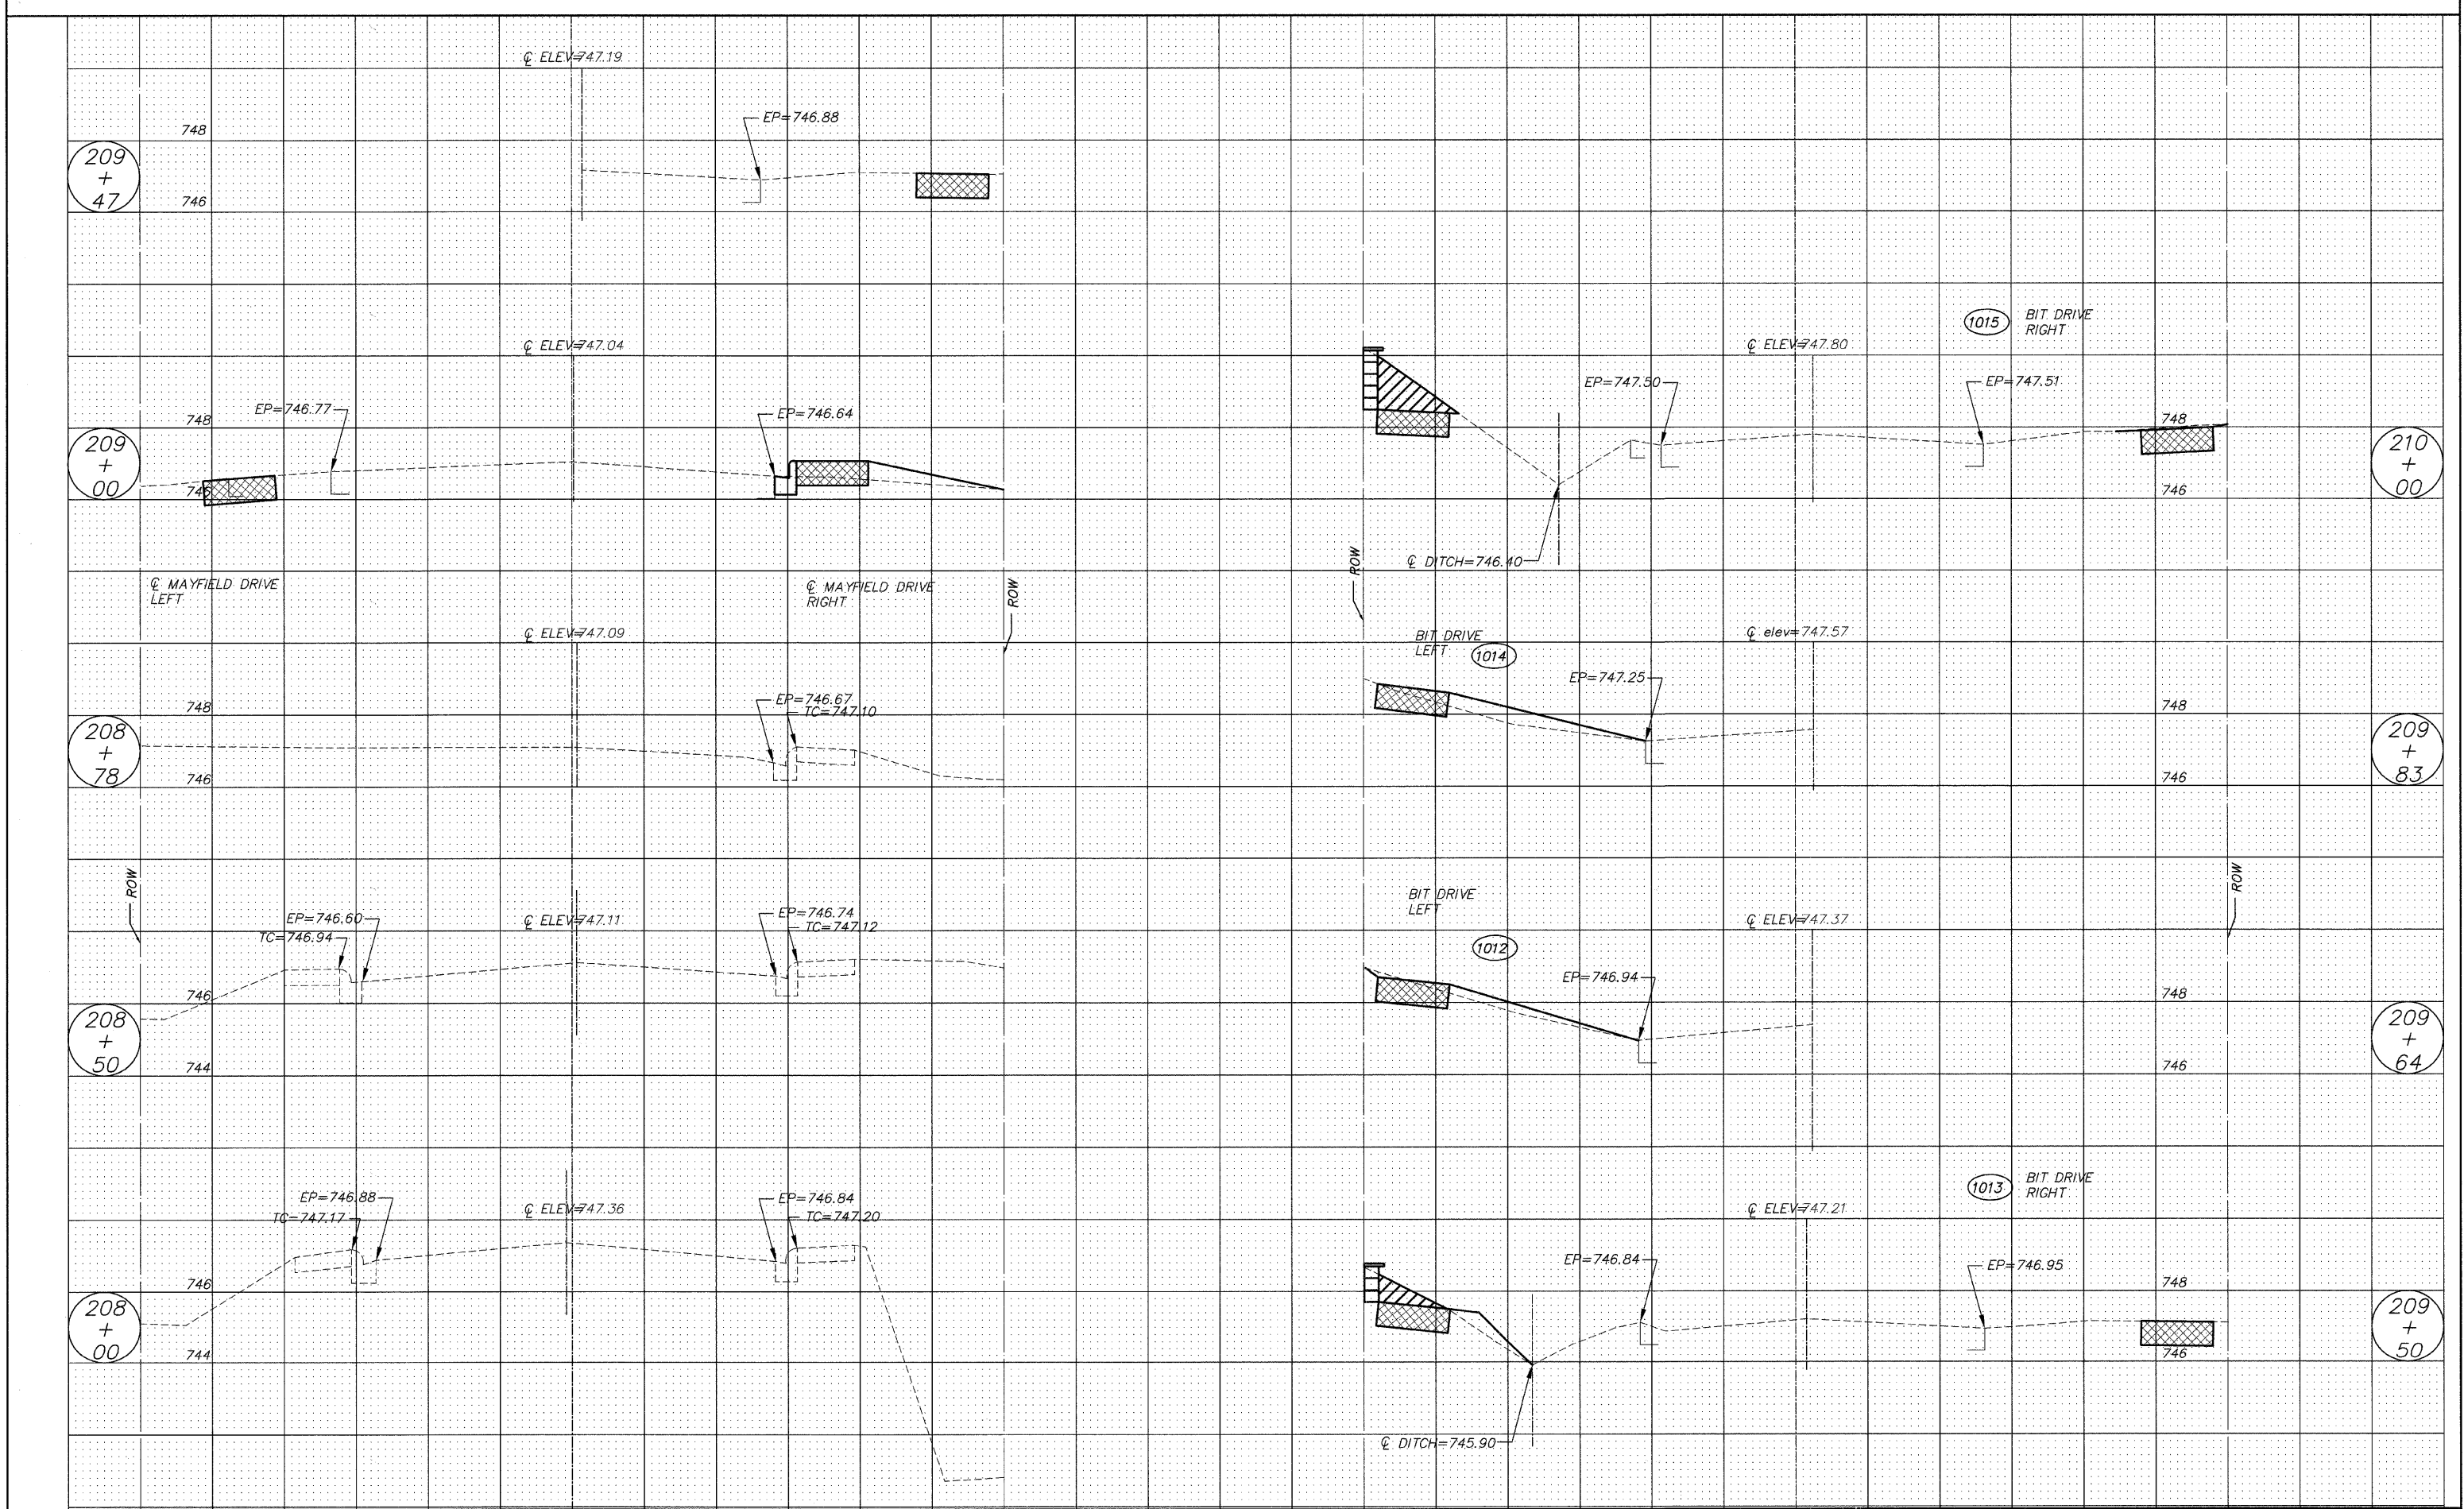 ℄ ELEV=747.19
EP=746.88
748
209
+
47
746
℄ ELEV=747.04
EP=746.77
EP=746.64
748
209
+
00
746
℄ MAYFIELD DRIVE
LEFT
℄ MAYFIELD DRIVE
RIGHT
ROW
℄ ELEV=747.09
EP=746.67
TC=747.10
748
208
+
78
746
ROW
EP=746.60
TC=746.94
℄ ELEV=747.11
EP=746.74
TC=747.12
746
208
+
50
744
EP=746.88
TC=747.17
℄ ELEV=747.36
EP=746.84
TC=747.20
746
208
+
00
744
1015
BIT DRIVE
RIGHT
℄ ELEV=747.80
EP=747.50
EP=747.51
748
210
+
00
746
℄ DITCH=746.40
ROW
℄ elev=747.57
BIT DRIVE
LEFT
1014
EP=747.25
748
209
+
83
746
ROW
BIT DRIVE
LEFT
℄ ELEV=747.37
1012
EP=746.94
748
209
+
64
746
1013
BIT DRIVE
RIGHT
℄ ELEV=747.21
EP=746.84
EP=746.95
748
209
+
50
746
℄ DITCH=745.90